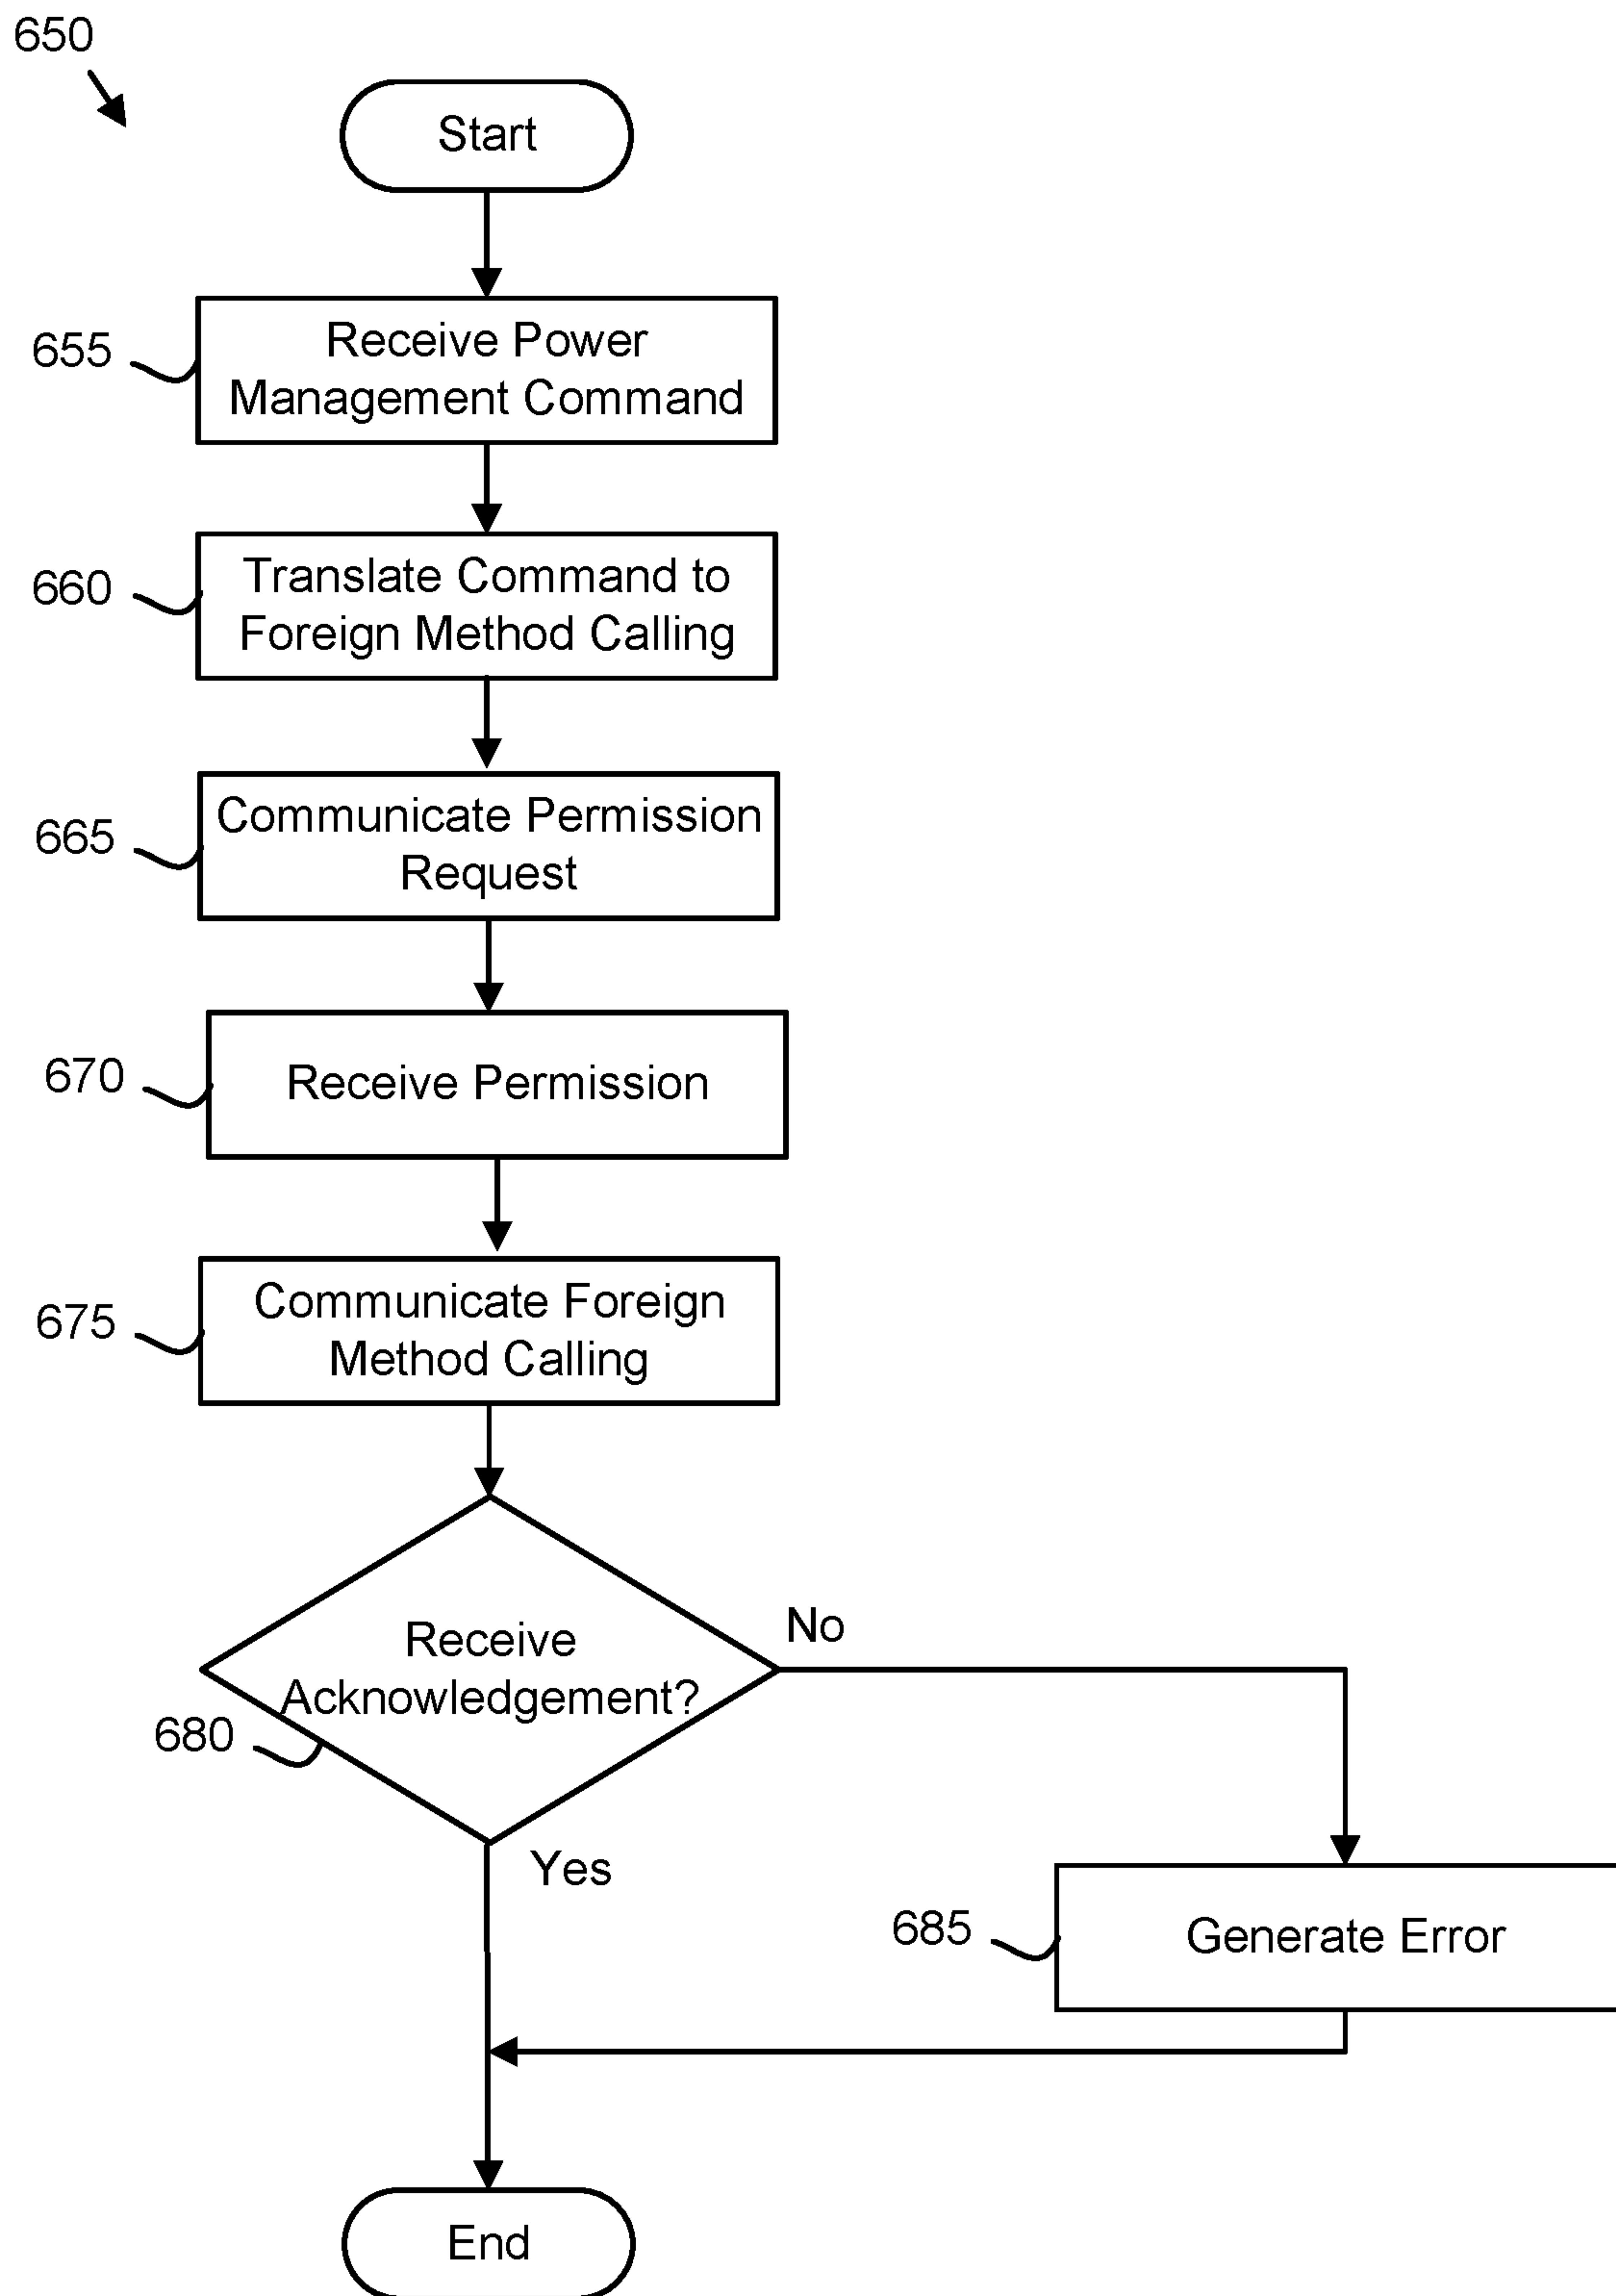 650
Start
655
Receive Power
Management Command
660
Translate Command to
Foreign Method Calling
665
Communicate Permission
Request
670
Receive Permission
675
Communicate Foreign
Method Calling
Receive
Acknowledgement?
No
680
Yes
685
Generate Error
End